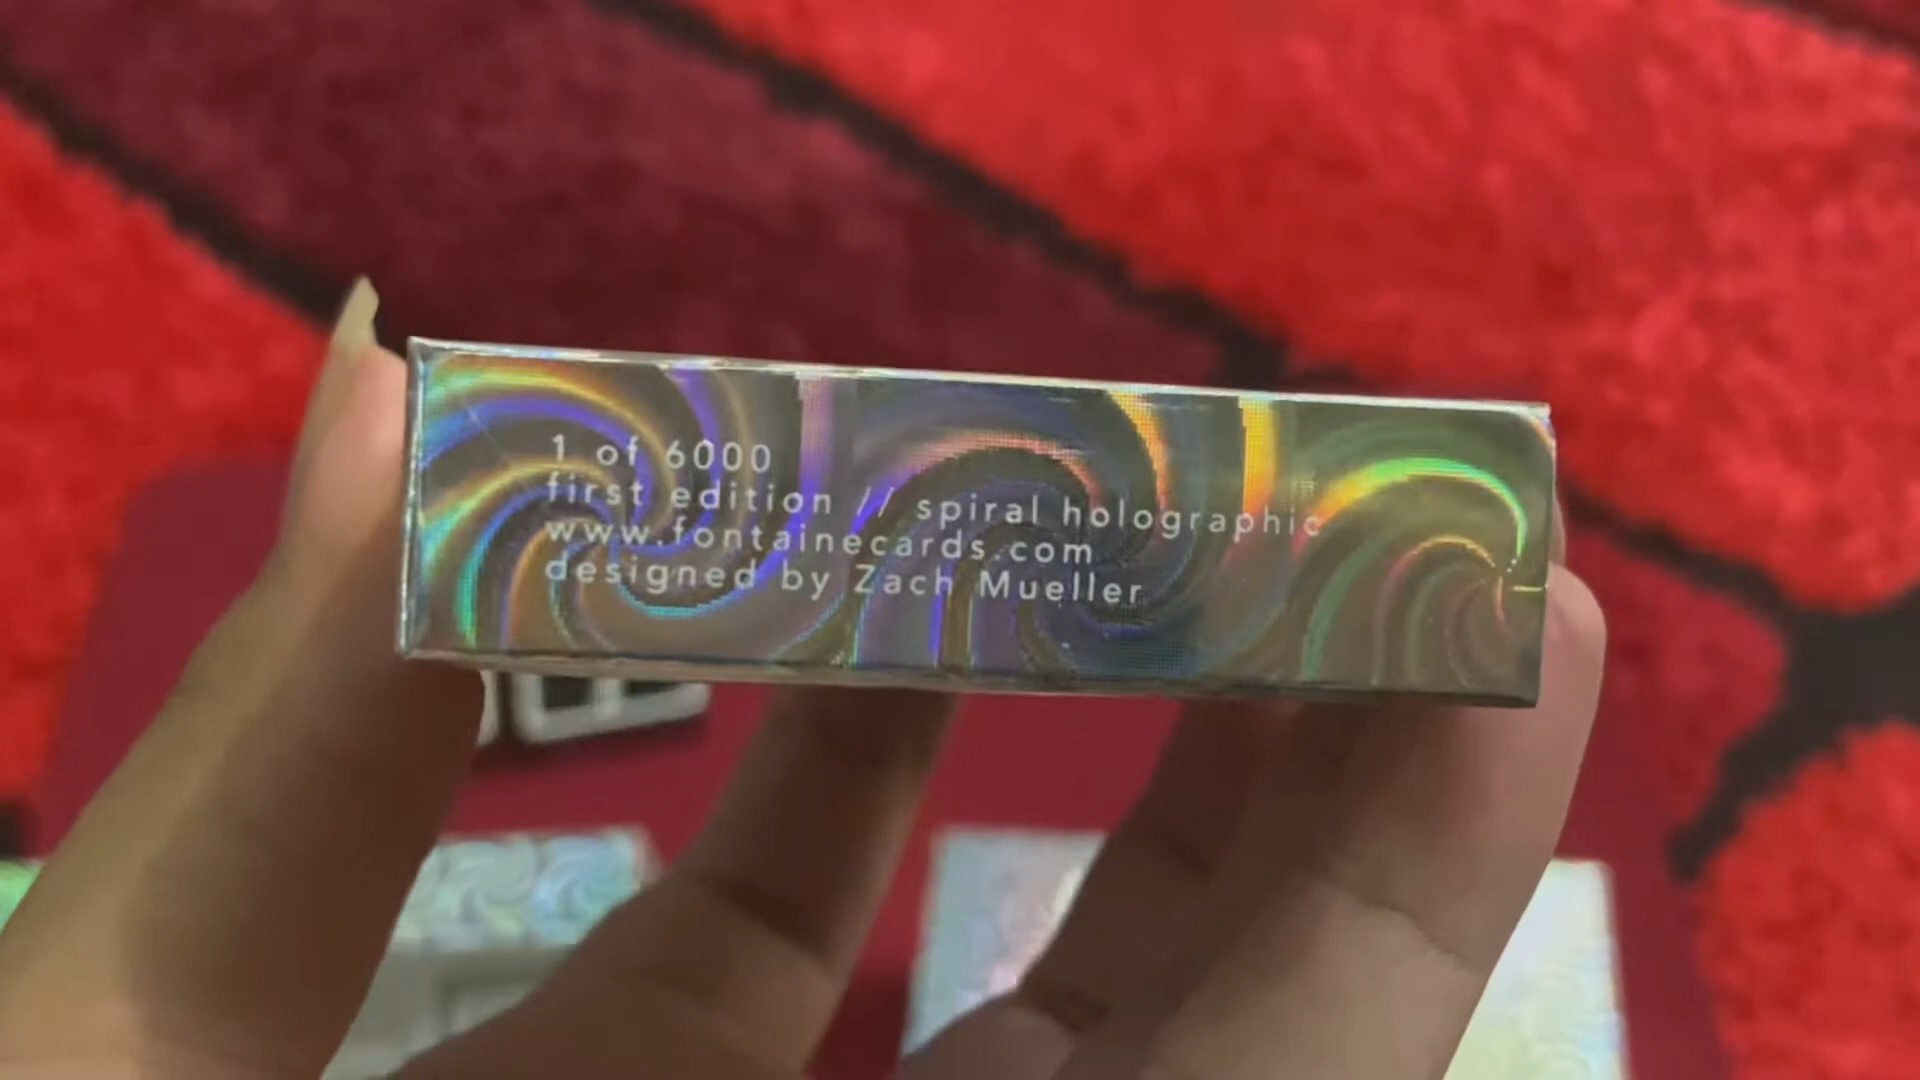 1 of 6000
first edition // spiral holographic
www.fontainecards.com
designed by Zach Mueller